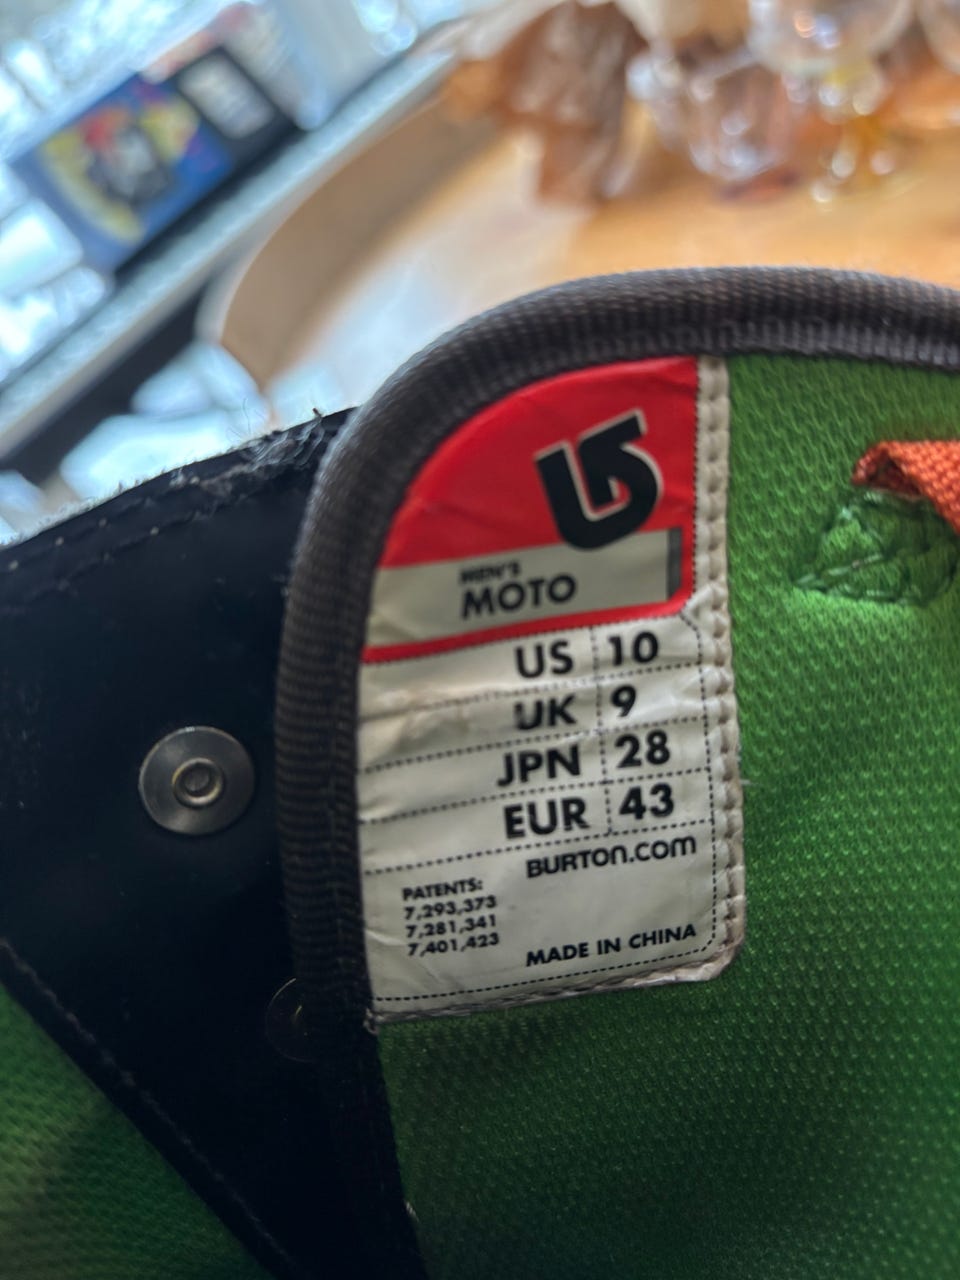 MEN'S
MOTO
US 10
UK 9
JPN 28
EUR 43
BURTON.COM
PATENTS:
7,293,373
7,281,341
7,401,423
MADE IN CHINA